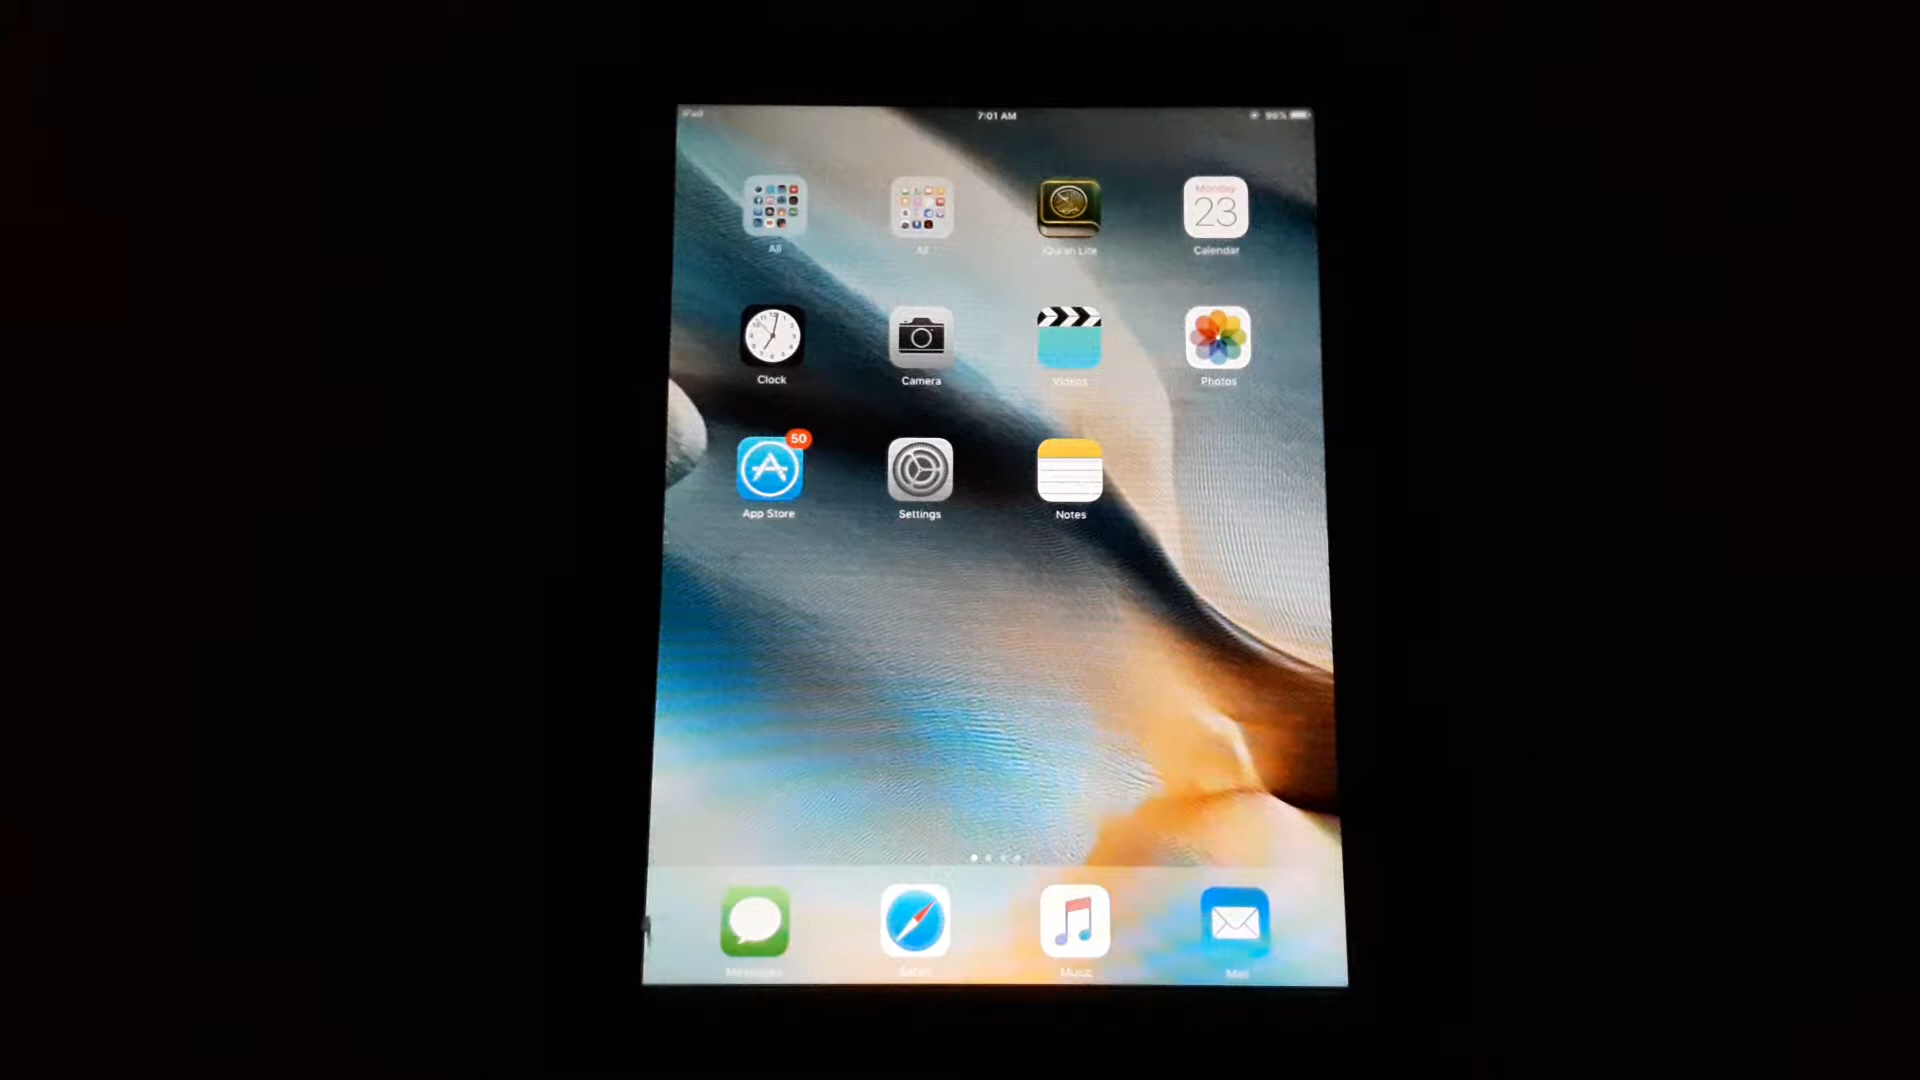 iPad
7:01 AM
99%
Monday
23
All
All
iQuran Lite
Calendar
Clock
Camera
Videos
Photos
50
App Store
Settings
Notes
Messages
Safari
Music
Mail